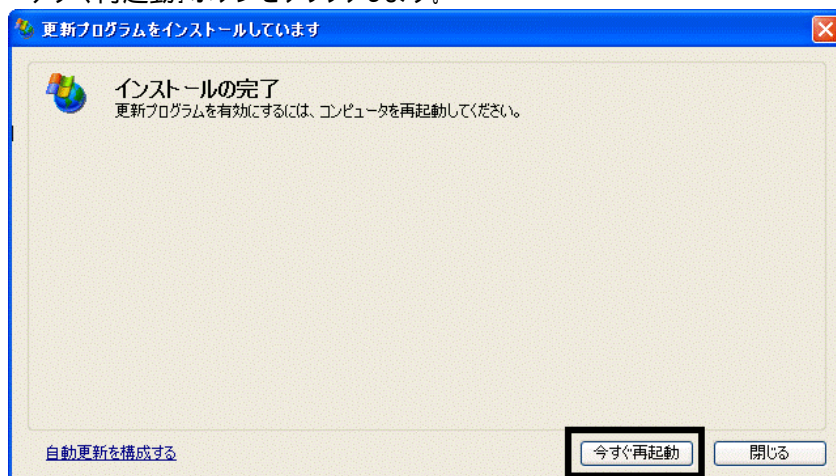 更新プログラムをインストールしています
インストールの完了
更新プログラムを有効にするには、コンピュータを再起動してください。
自動更新を構成する
今すぐ再起動
閉じる